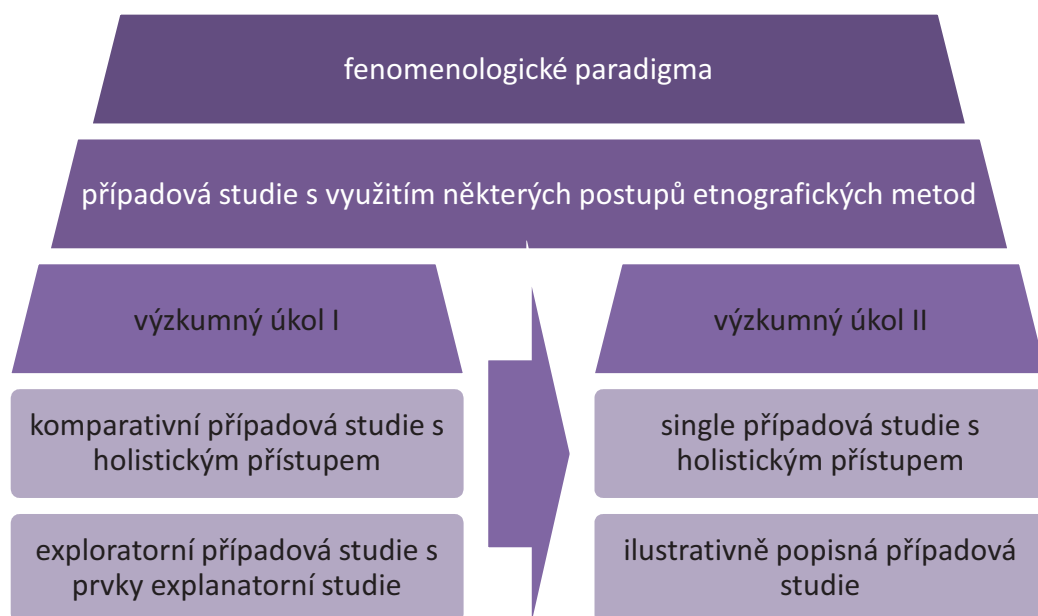 fenomenologické paradigma
případová studie s využitím některých postupů etnografických metod
výzkumný úkol I
komparativní případová studie s
holistickým přístupem
exploratorní případová studie s
prvky explanatorní studie
výzkumný úkol II
single případová studie s
holistickým přístupem
ilustrativně popisná případová
studie